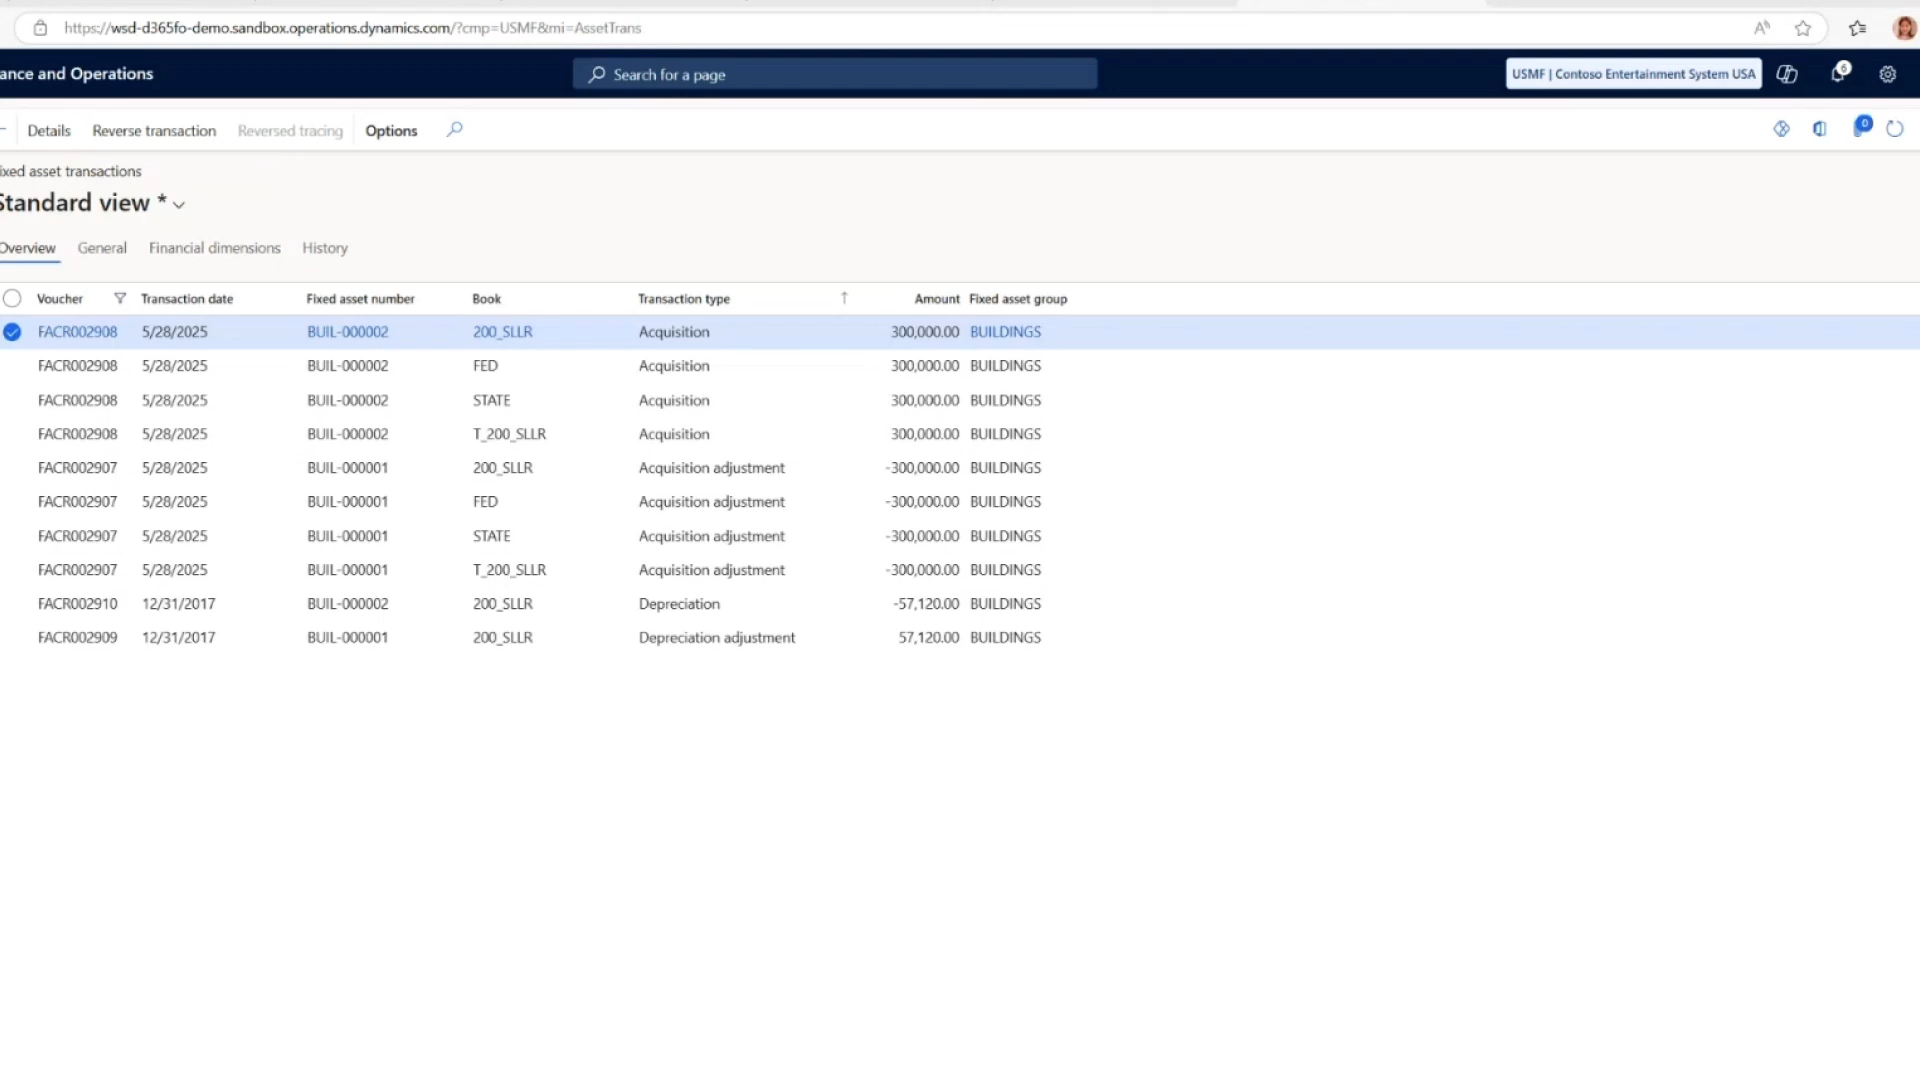 https://wsd-d365fo-demo.sandbox.operations.dynamics.com/?cmp=USMF&mi=AssetTrans
ance and Operations
Search for a page
USMF | Contoso Entertainment System USA
6
Details Reverse transaction Reversed tracing Options
0
ixed asset transactions
Standard view *
Overview General Financial dimensions History
Voucher Transaction date Fixed asset number Book Transaction type Amount Fixed asset group
FACR002908 5/28/2025 BUIL-000002 200_SLLR Acquisition 300,000.00 BUILDINGS
FACR002908 5/28/2025 BUIL-000002 FED Acquisition 300,000.00 BUILDINGS
FACR002908 5/28/2025 BUIL-000002 STATE Acquisition 300,000.00 BUILDINGS
FACR002908 5/28/2025 BUIL-000002 T_200_SLLR Acquisition 300,000.00 BUILDINGS
FACR002907 5/28/2025 BUIL-000001 200_SLLR Acquisition adjustment -300,000.00 BUILDINGS
FACR002907 5/28/2025 BUIL-000001 FED Acquisition adjustment -300,000.00 BUILDINGS
FACR002907 5/28/2025 BUIL-000001 STATE Acquisition adjustment -300,000.00 BUILDINGS
FACR002907 5/28/2025 BUIL-000001 T_200_SLLR Acquisition adjustment -300,000.00 BUILDINGS
FACR002910 12/31/2017 BUIL-000002 200_SLLR Depreciation -57,120.00 BUILDINGS
FACR002909 12/31/2017 BUIL-000001 200_SLLR Depreciation adjustment 57,120.00 BUILDINGS